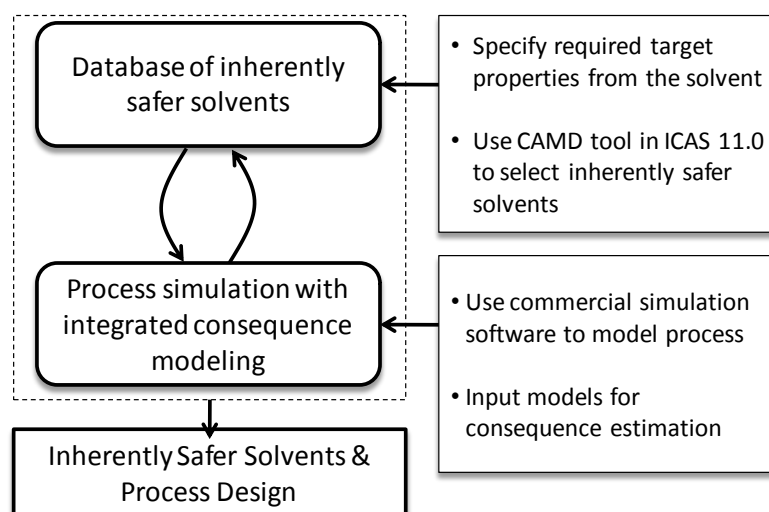 Database of inherently
safer solvents
• Specify required target
properties from the solvent
• Use CAMD tool in ICAS 11.0
to select inherently safer
solvents
Process simulation with
integrated consequence
modeling
• Use commercial simulation
software to model process
• Input models for
consequence estimation
Inherently Safer Solvents &
Process Design